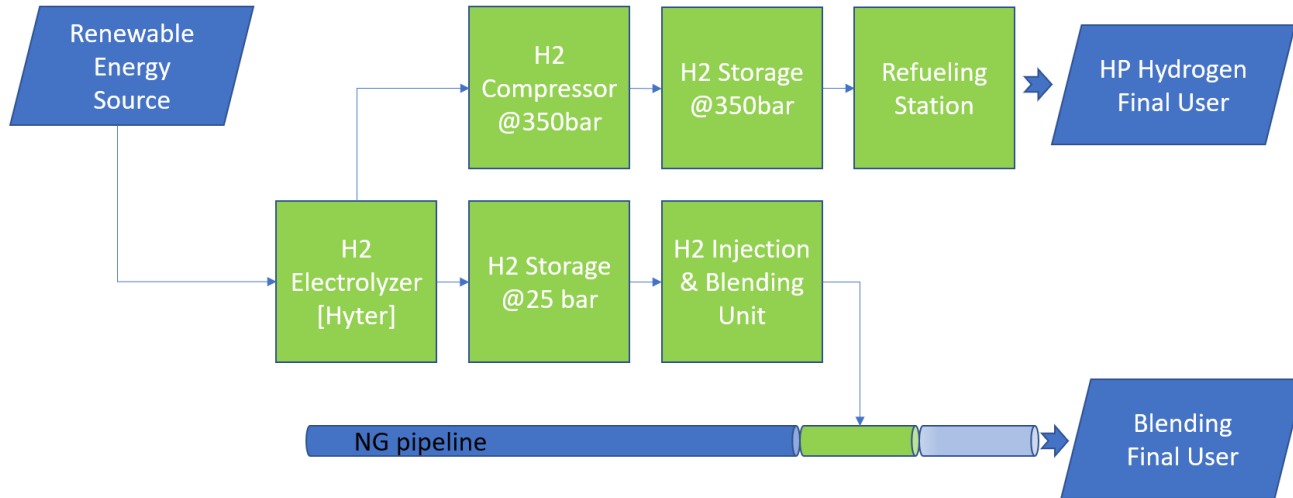 Renewable
Energy
Source
H2
Compressor
@350bar
H2 Storage
@350bar
Refueling
Station
HP Hydrogen
Final User
H2
Electrolyzer
[Hyter]
H2 Storage
@25 bar
H2 Injection
& Blending
Unit
NG pipeline
Blending
Final User